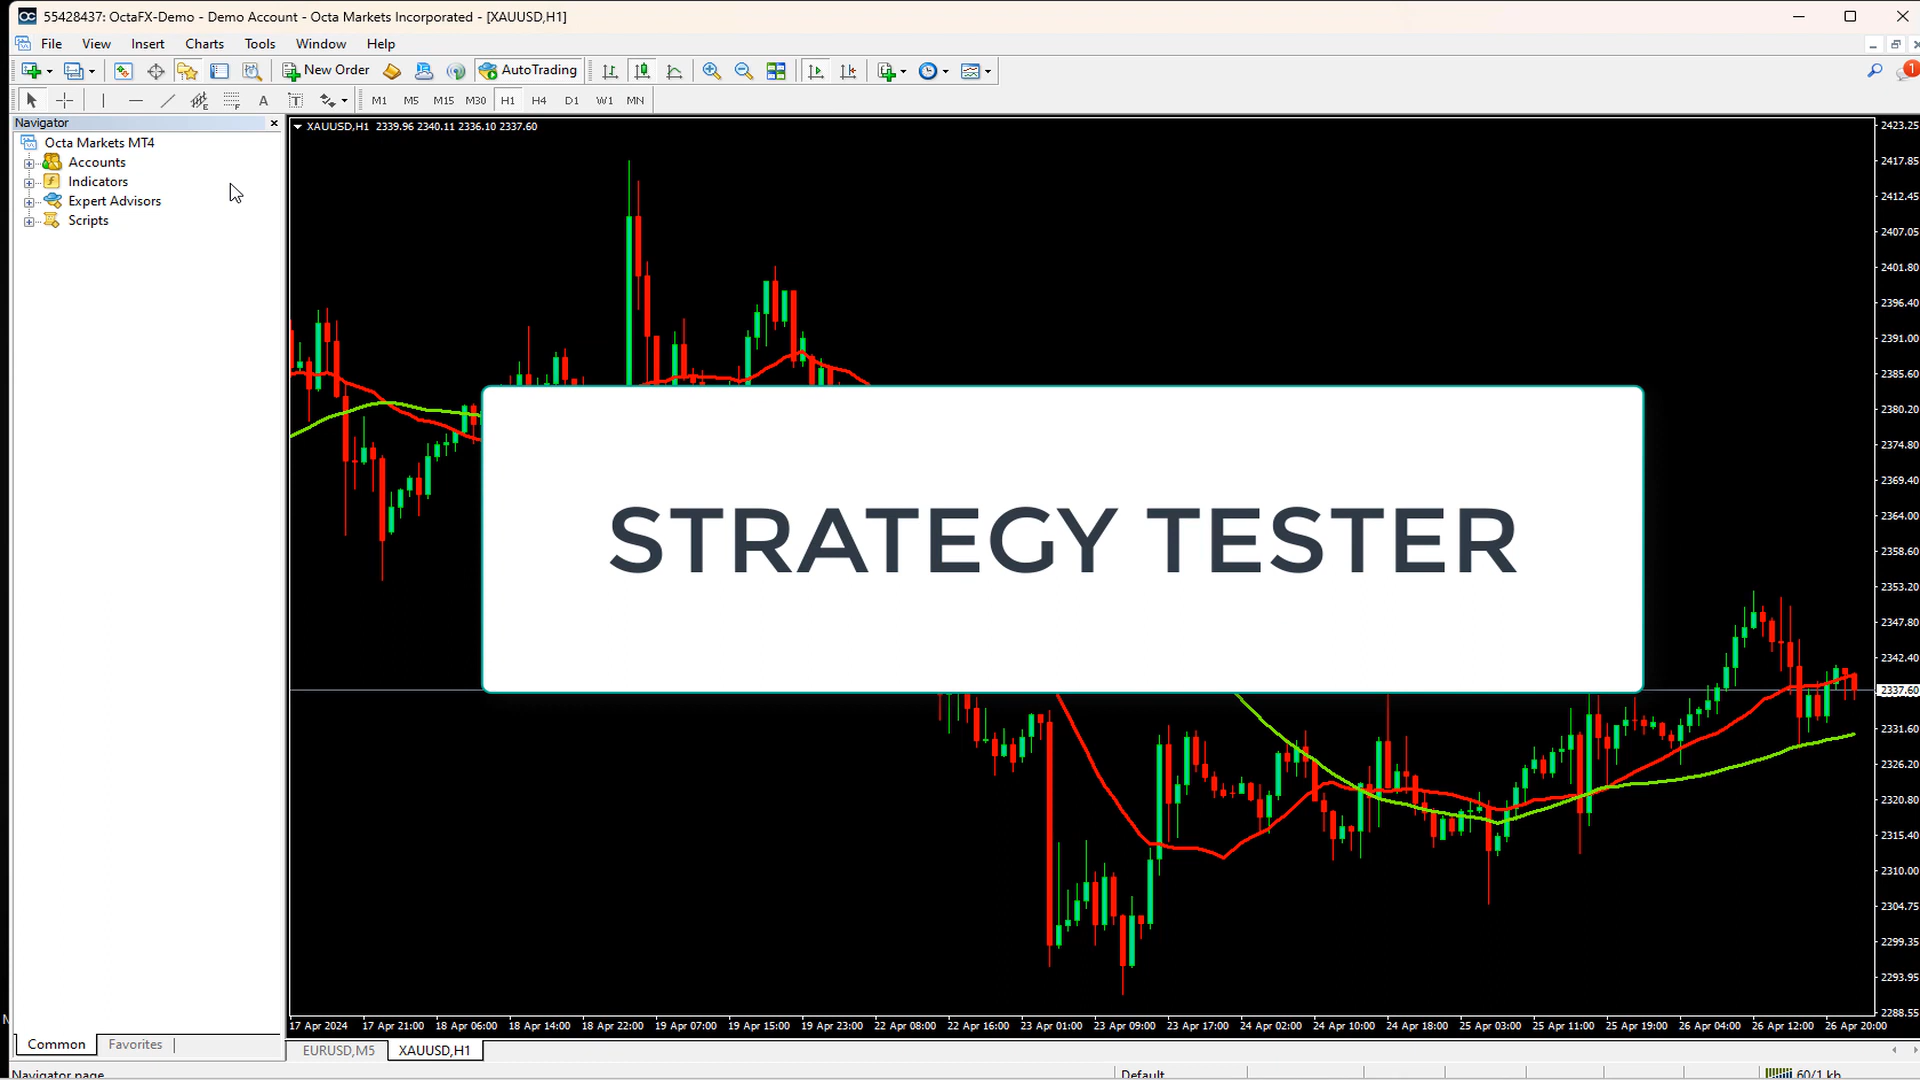 55428437: OctaFX-Demo - Demo Account - Octa Markets Incorporated - [XAUUSD,H1]
File View Insert Charts Tools Window Help
New Order AutoTrading 1
A T M1 M5 M15 M30 H1 H4 D1 W1 MN
Navigator
Octa Markets MT4
Accounts
Indicators
Expert Advisors
Scripts
XAUUSD,H1 2339.96 2340.11 2336.10 2337.60
STRATEGY TESTER
2423.25
2417.85
2412.45
2407.05
2401.80
2396.40
2391.00
2385.60
2380.20
2374.80
2369.40
2364.00
2358.60
2353.20
2347.80
2342.40
2337.60
2331.60
2326.20
2320.80
2315.40
2310.00
2304.75
2299.35
2293.95
2288.55
17 Apr 2024 17 Apr 21:00 18 Apr 06:00 18 Apr 14:00 18 Apr 22:00 19 Apr 07:00 19 Apr 15:00 19 Apr 23:00 22 Apr 08:00 22 Apr 16:00 23 Apr 01:00 23 Apr 09:00 23 Apr 17:00 24 Apr 02:00 24 Apr 10:00 24 Apr 18:00 25 Apr 03:00 25 Apr 11:00 25 Apr 19:00 26 Apr 04:00 26 Apr 12:00 26 Apr 20:00
Common Favorites
EURUSD,M5 XAUUSD,H1
Navigator page Default 60/1 kb